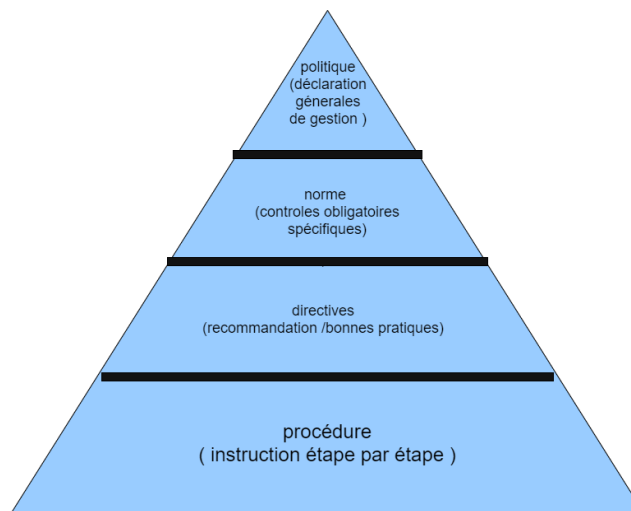 politique
(déclaration
génerales
de gestion )
norme
(controles obligatoires
spécifiques)
directives
(recommandation /bonnes pratiques)
procédure
( instruction étape par étape )